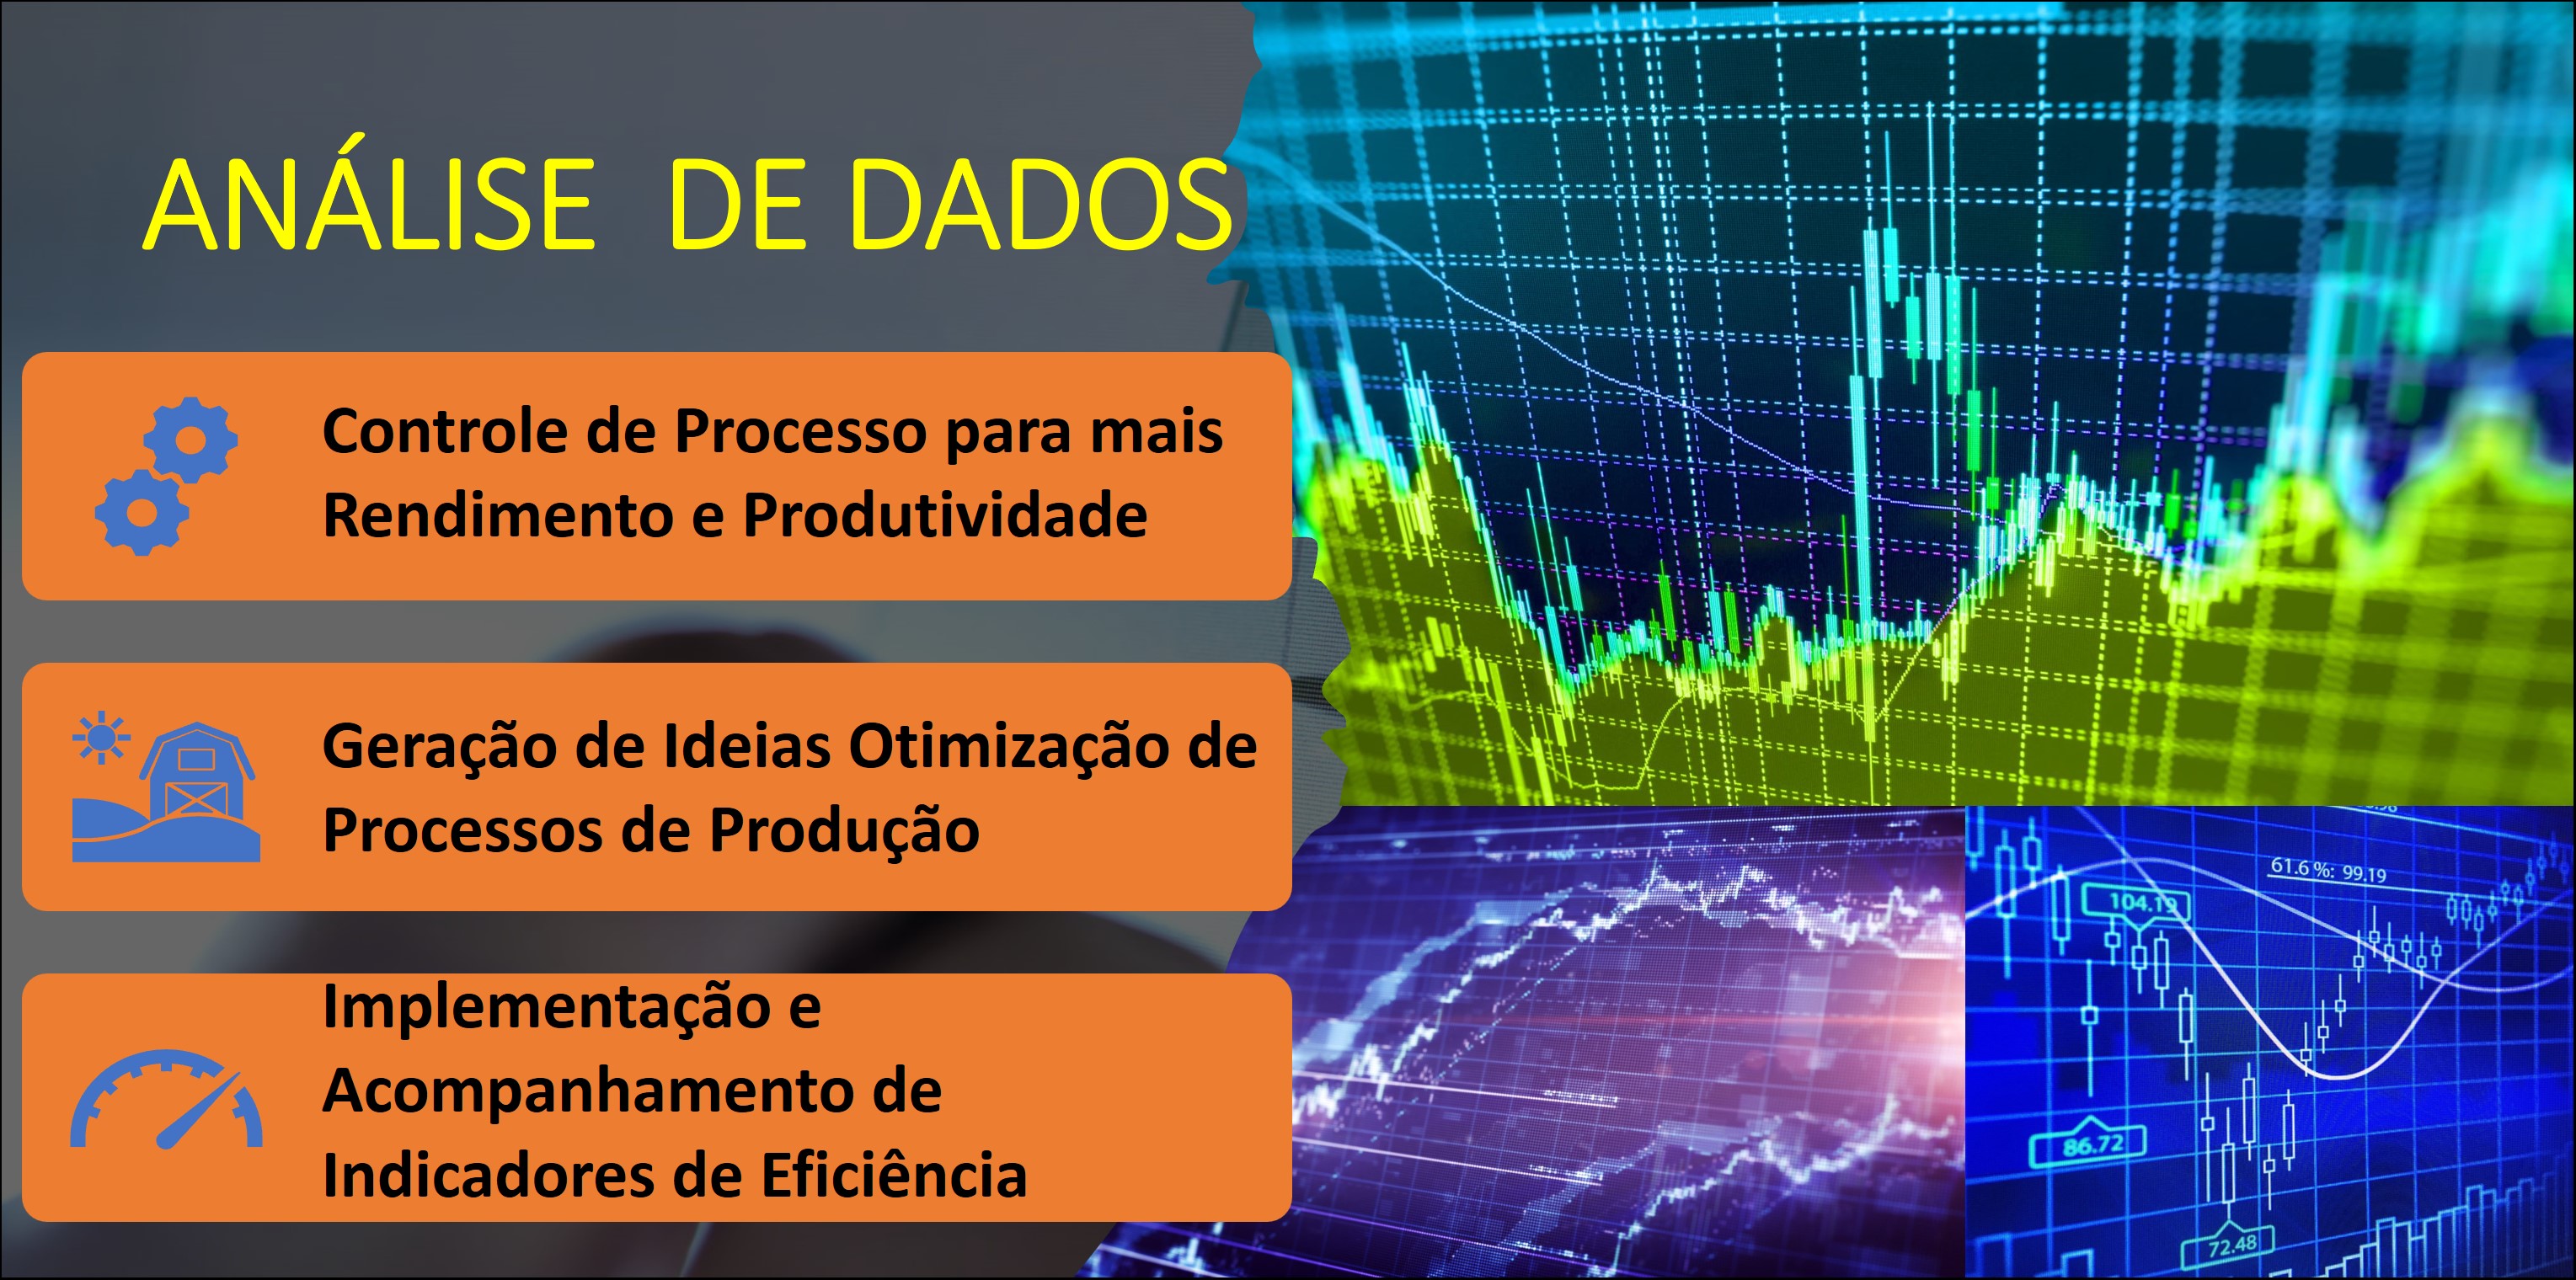 ANÁLISE DE DADOS
Controle de Processo para mais
Rendimento e Produtividade
Geração de Ideias Otimização de
Processos de Produção
Implementação e
Acompanhamento de
Indicadores de Eficiência
61.6 %: 99.19
104.19
86.72
72.48